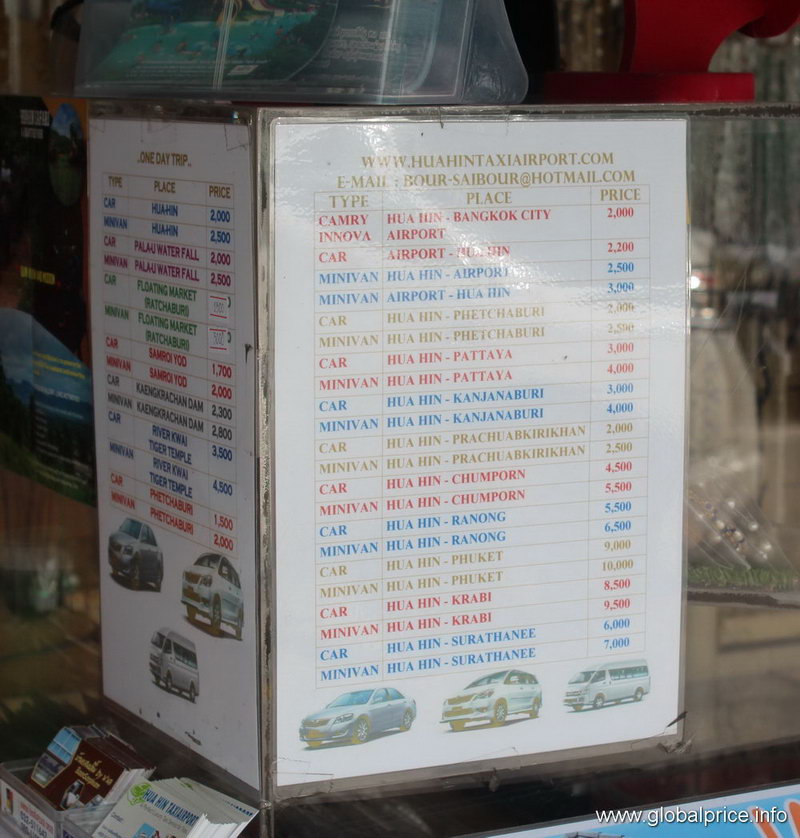 ..ONE DAY TRIP..
TYPE PLACE PRICE
CAR HUA-HIN 2,000
MINIVAN HUA-HIN 2,500
CAR PALA-U WATER FALL 2,000
MINIVAN PALA-U WATER FALL 2,500
CAR FLOATING MARKET
(RATCHABURI)
MINIVAN FLOATING MARKET
(RATCHABURI)
CAR SAMROI YOD 1,700
MINIVAN SAMROI YOD 2,000
CAR KAENGKRACHAN DAM 2,300
MINIVAN KAENGKRACHAN DAM 2,800
CAR RIVER KWAI 3,500
TIGER TEMPLE
MINIVAN RIVER KWAI 4,500
TIGER TEMPLE
CAR PHETCHABURI 1,500
MINIVAN PHETCHABURI 2,000
WWW.HUAHINTAXIAIRPORT.COM
E-MAIL : BOUR-SAIBOUR@HOTMAIL.COM
TYPE PLACE PRICE
CAMRY HUA HIN - BANGKOK CITY 2,000
INNOVA AIRPORT
CAR AIRPORT - HUA HIN 2,200
MINIVAN HUA HIN - AIRPORT 2,500
MINIVAN AIRPORT - HUA HIN 3,000
CAR HUA HIN - PHETCHABURI 2,000
MINIVAN HUA HIN - PHETCHABURI 2,500
CAR HUA HIN - PATTAYA 3,000
MINIVAN HUA HIN - PATTAYA 4,000
CAR HUA HIN - KANJANABURI 3,000
MINIVAN HUA HIN - KANJANABURI 4,000
CAR HUA HIN - PRACHUABKIRIKHAN 2,000
MINIVAN HUA HIN - PRACHUABKIRIKHAN 2,500
CAR HUA HIN - CHUMPORN 4,500
MINIVAN HUA HIN - CHUMPORN 5,500
CAR HUA HIN - RANONG 5,500
MINIVAN HUA HIN - RANONG 6,500
CAR HUA HIN - PHUKET 9,000
MINIVAN HUA HIN - PHUKET 10,000
CAR HUA HIN - KRABI 8,500
MINIVAN HUA HIN - KRABI 9,500
CAR HUA HIN - SURATHANEE 6,000
MINIVAN HUA HIN - SURATHANEE 7,000
HUA HIN TAXIAIRPORT
www.globalprice.info